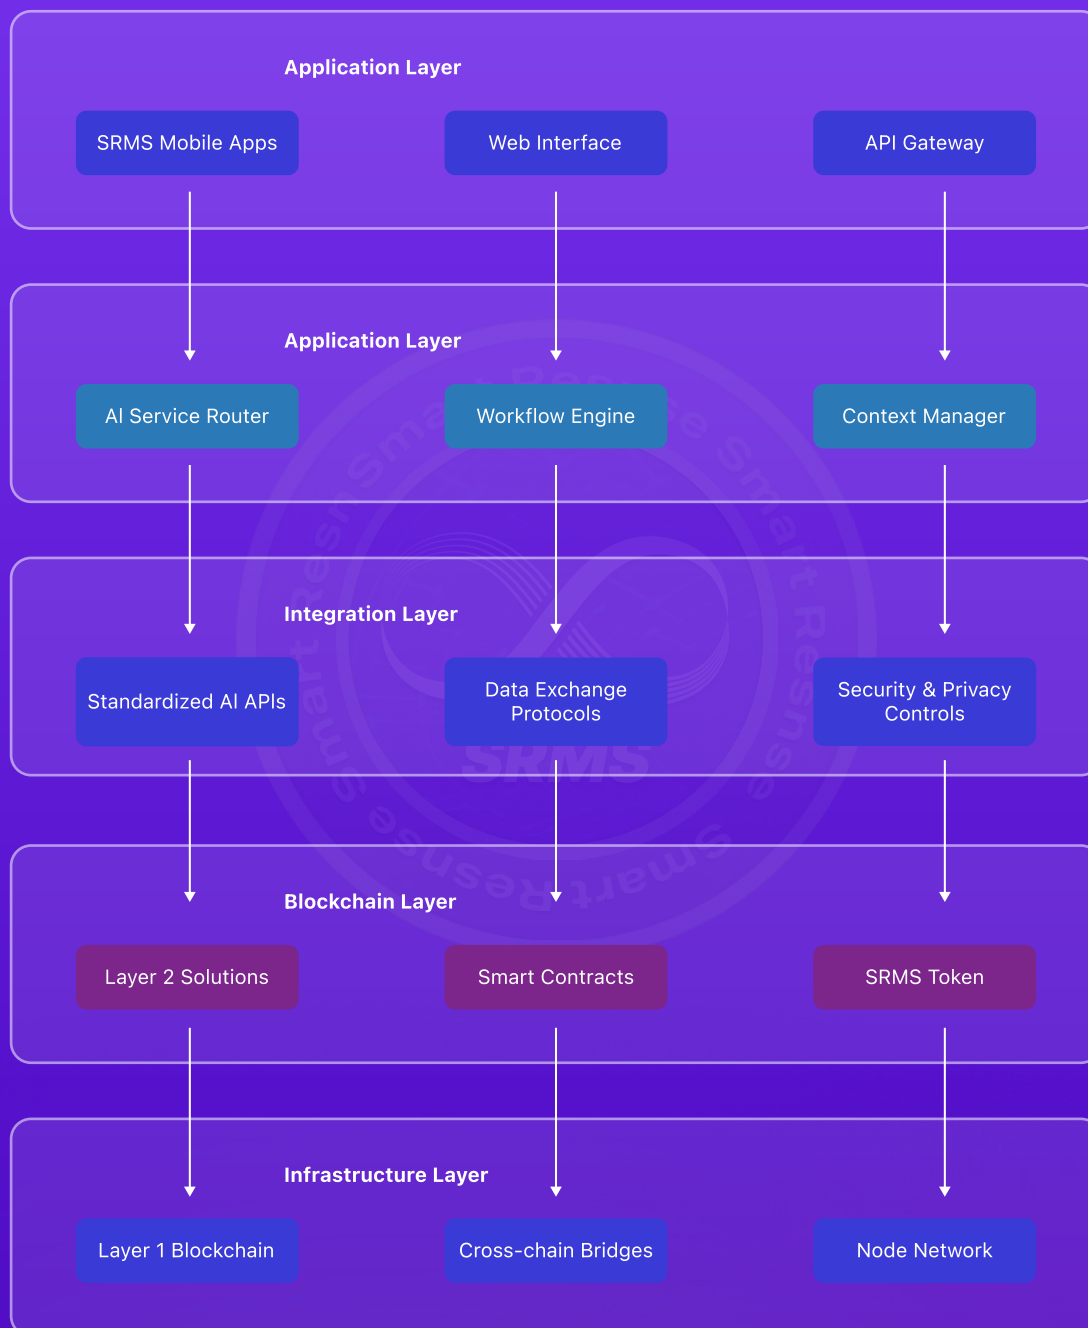 Application Layer
SRMS Mobile Apps
Web Interface
API Gateway
Application Layer
AI Service Router
Workflow Engine
Context Manager
Integration Layer
Standardized AI APIs
Data Exchange
Protocols
Security & Privacy
Controls
SRMS
Blockchain Layer
Layer 2 Solutions
Smart Contracts
SRMS Token
Infrastructure Layer
Layer 1 Blockchain
Cross-chain Bridges
Node Network